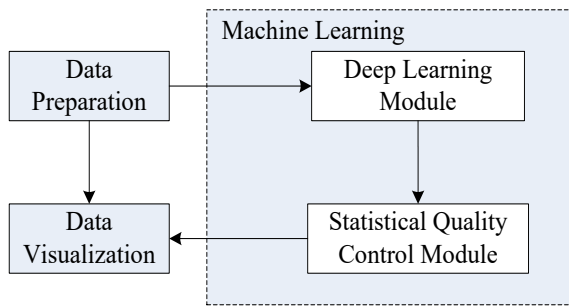 Machine Learning
Data
Preparation
Deep Learning
Module
Data
Visualization
Statistical Quality
Control Module